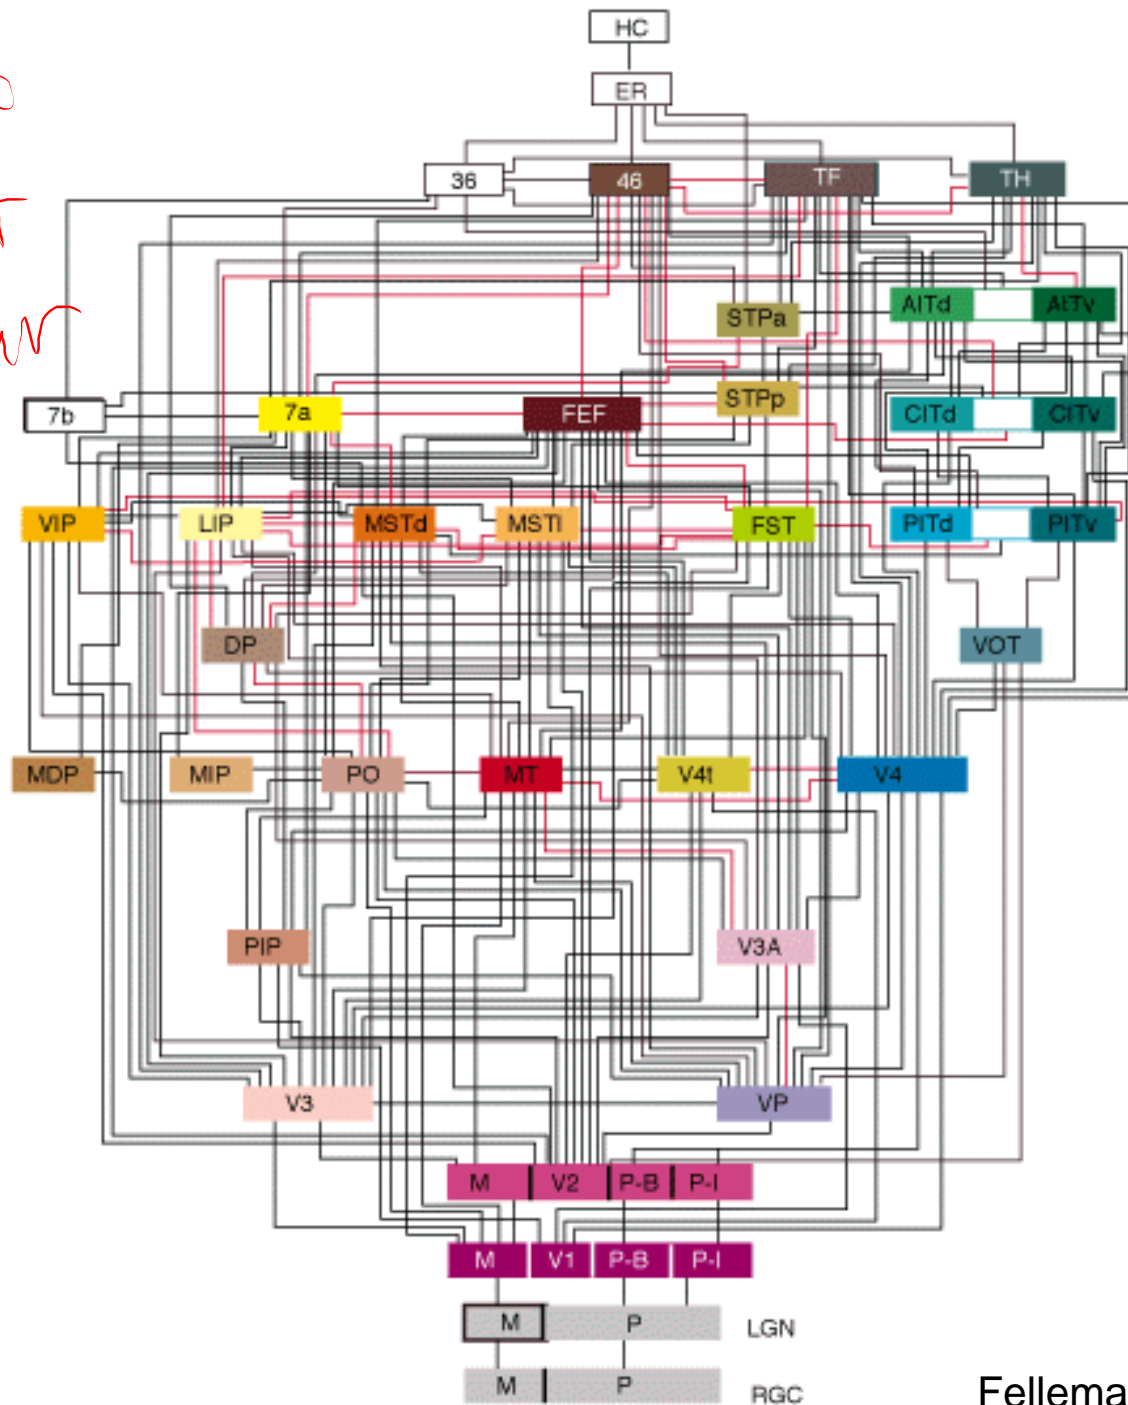 HC
ER
36 46 TF TH
AITd AITv
STPa
STPp
7b 7a FEF CITd CITv
VIP LIP MSTd MSTl FST PITd PITv
DP VOT
MDP MIP PO MT V4t V4
PIP V3A
V3 VP
M V2 P-B P-I
M V1 P-B P-I
M P LGN
M P RGC
Fellema